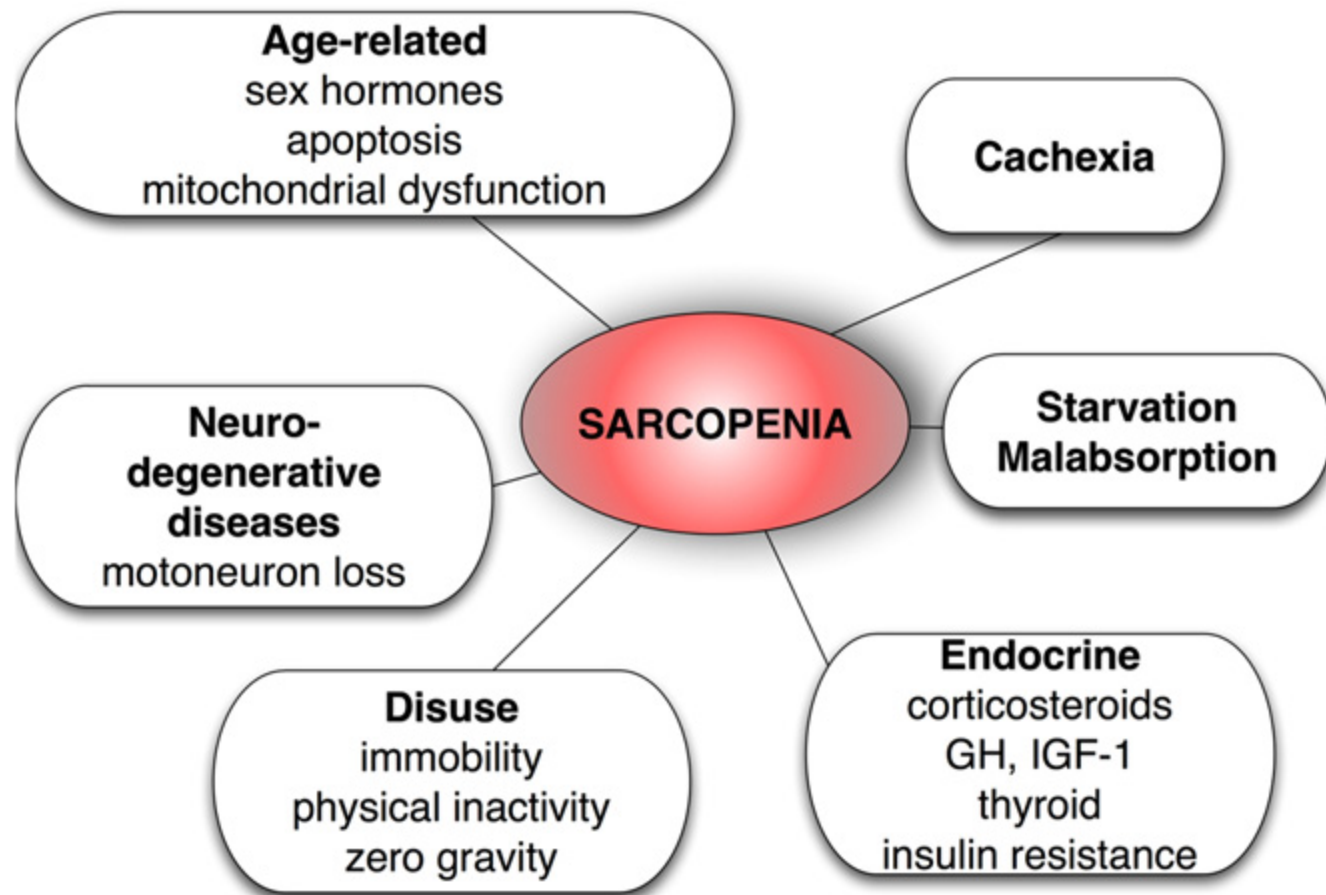 Age-related
sex hormones
apoptosis
mitochondrial dysfunction
Cachexia
SARCOPENIA
Neuro-
degenerative
diseases
motoneuron loss
Starvation
Malabsorption
Disuse
immobility
physical inactivity
zero gravity
Endocrine
corticosteroids
GH, IGF-1
thyroid
insulin resistance